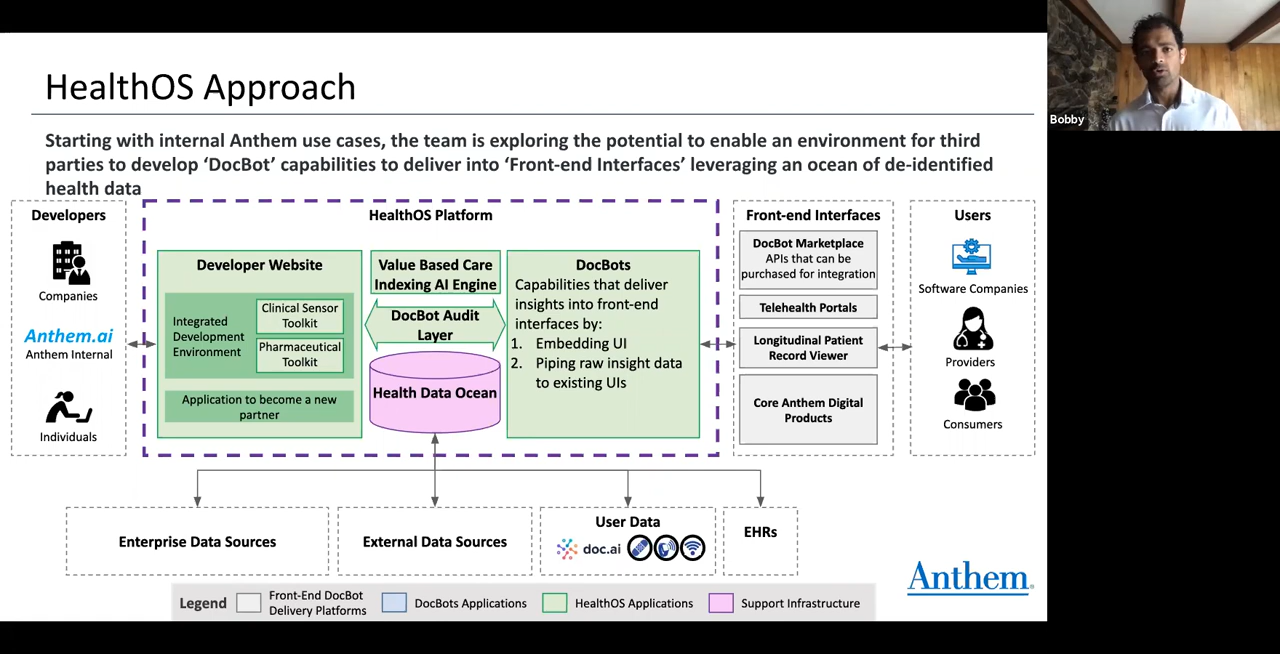 HealthOS Approach
Bobby
Starting with internal Anthem use cases, the team is exploring the potential to enable an environment for third
parties to develop ‘DocBot’ capabilities to deliver into ‘Front-end Interfaces’ leveraging an ocean of de-identified
health data
Developers
Companies
Anthem.ai
Anthem Internal
Individuals
HealthOS Platform
Developer Website
Integrated
Development
Environment
Clinical Sensor
Toolkit
Pharmaceutical
Toolkit
Application to become a new
partner
Value Based Care
Indexing AI Engine
DocBot Audit
Layer
Health Data Ocean
DocBots
Capabilities that deliver
insights into front-end
interfaces by:
1. Embedding UI
2. Piping raw insight data
to existing UIs
Front-end Interfaces
DocBot Marketplace
APIs that can be
purchased for integration
Telehealth Portals
Longitudinal Patient
Record Viewer
Core Anthem Digital
Products
Users
Software Companies
Providers
Consumers
Enterprise Data Sources
External Data Sources
User Data
doc.ai
EHRs
Anthem®
Legend
Front-End DocBot
Delivery Platforms
DocBots Applications
HealthOS Applications
Support Infrastructure